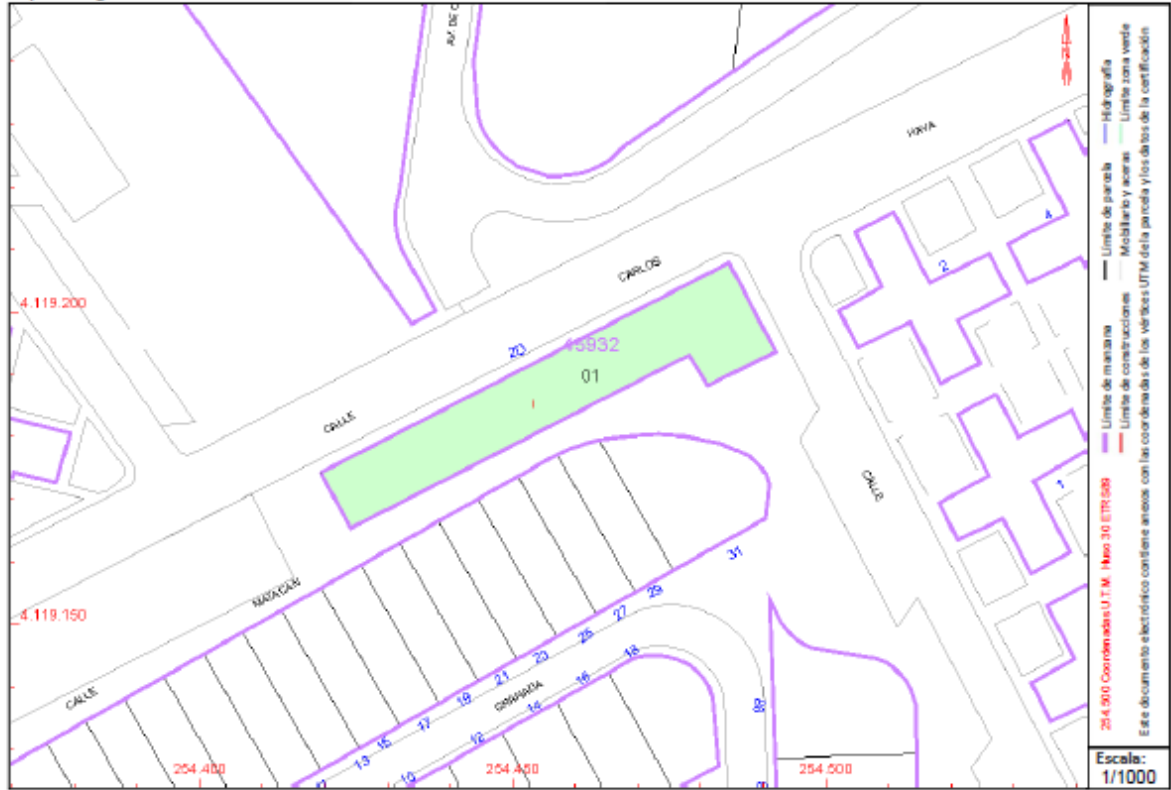 AV. DE C
HAYA
CARLOS
4
2
4.119.200
20
45932
01
CALLE
CALLE
1
MATACAN
31
29
27
25
23
21
19
17
15
13
4.119.150
GRANADA
18
16
14
12
10
CALLE
254.400
254.450
254.500
Límite de manzana
Límite de parcela
Hidrografía
Límite de construcciones
Mobiliario y aceras
Límite zona verde
254.500 Coordenadas U.T.M. Huso 30 ETRS89
Este documento electrónico contiene anexos con las coordenadas de los vértices UTM de la parcela y los datos de la certificación
Escala:
1/1000